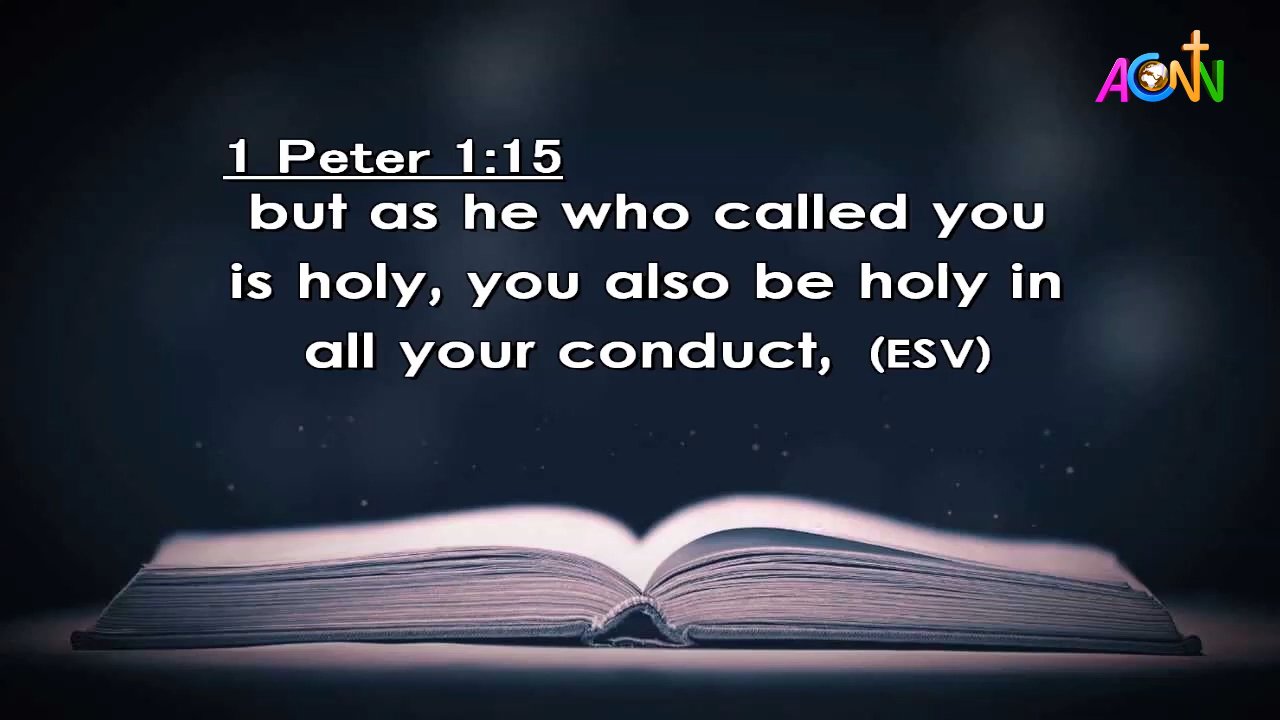 ACNN
1 Peter 1:15
but as he who called you
is holy, you also be holy in
all your conduct, (ESV)